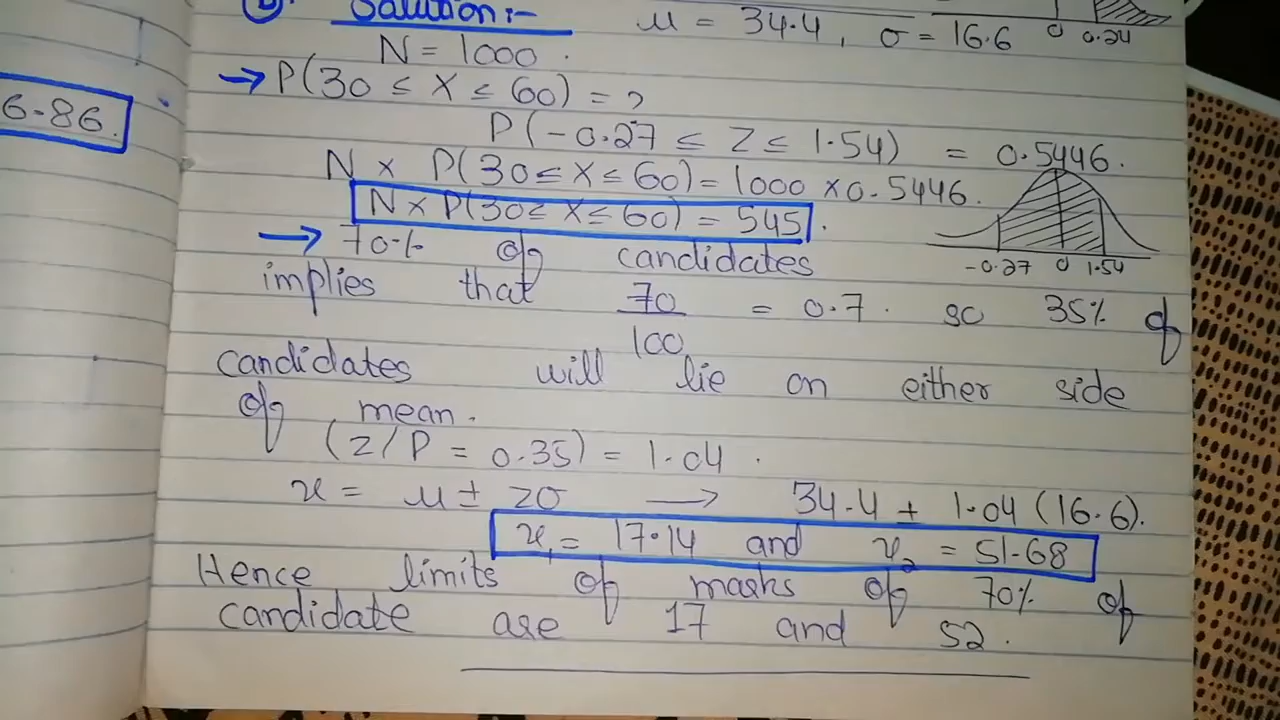 Solution:-
μ = 34.4, σ = 16.6
0 0.24
N = 1000.
6-86.
→ P(30 ≤ X ≤ 60) = ?
P(-0.27 ≤ Z ≤ 1.54) = 0.5446.
N × P(30 ≤ X ≤ 60) = 1000 × 0.5446.
N × P(30 ≤ X ≤ 60) = 545.
-0.27 0 1.54
→ 70% of candidates
implies that 70/100 = 0.7. so 35% of
candidates will lie on either side
of mean.
(Z/P = 0.35) = 1.04.
x = μ ± zσ → 34.4 ± 1.04 (16.6).
x₁ = 17.14 and x₂ = 51.68
Hence limits of marks of 70% of
candidate are 17 and 52.